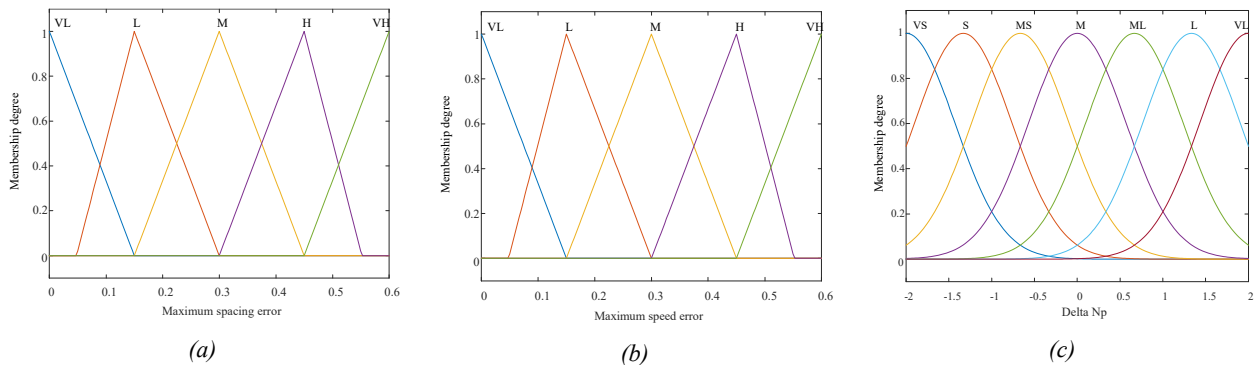 VL L M H VH
1
0.8
0.6
0.4
0.2
0
Membership degree
0 0.1 0.2 0.3 0.4 0.5 0.6
Maximum spacing error
(a)
VL L M H VH
1
0.8
0.6
0.4
0.2
0
Membership degree
0 0.1 0.2 0.3 0.4 0.5 0.6
Maximum speed error
(b)
VS S MS M ML L VL
1
0.8
0.6
0.4
0.2
0
Membership degree
-2 -1.5 -1 -0.5 0 0.5 1 1.5 2
Delta Np
(c)